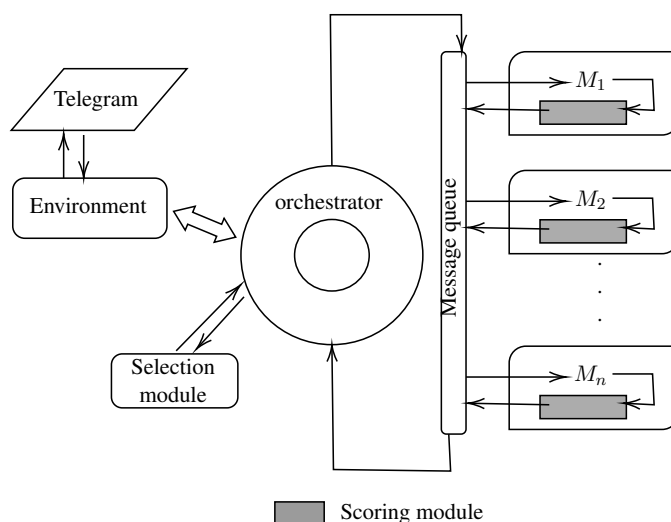 Telegram
Environment
orchestrator
Selection
module
Message queue
M1
M2
.
.
.
Mn
Scoring module